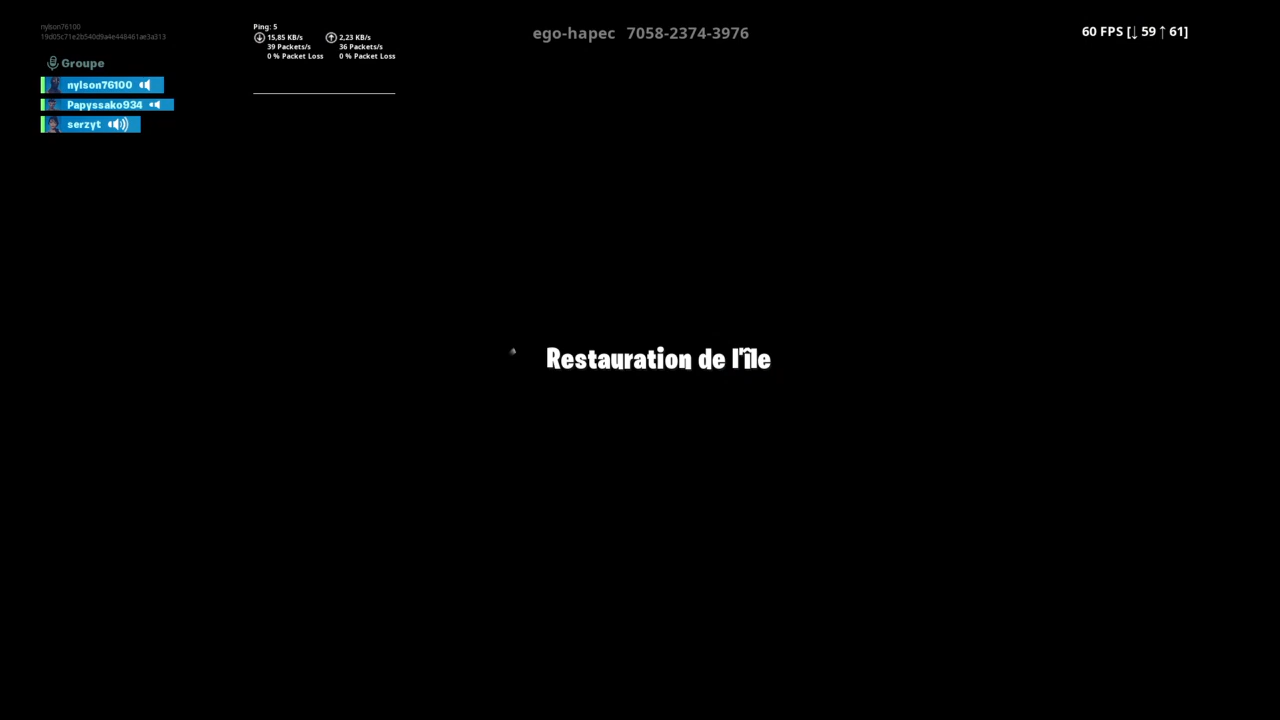 nylson76100
19d05c71e2b540d9a4e448461ae3a313
Groupe
nylson76100
Papyssako934
serzyt
Ping: 5
15,85 KB/s 2,23 KB/s
39 Packets/s 36 Packets/s
0 % Packet Loss 0 % Packet Loss
ego-hapec 7058-2374-3976
60 FPS [↓ 59 ↑ 61]
Restauration de l'île